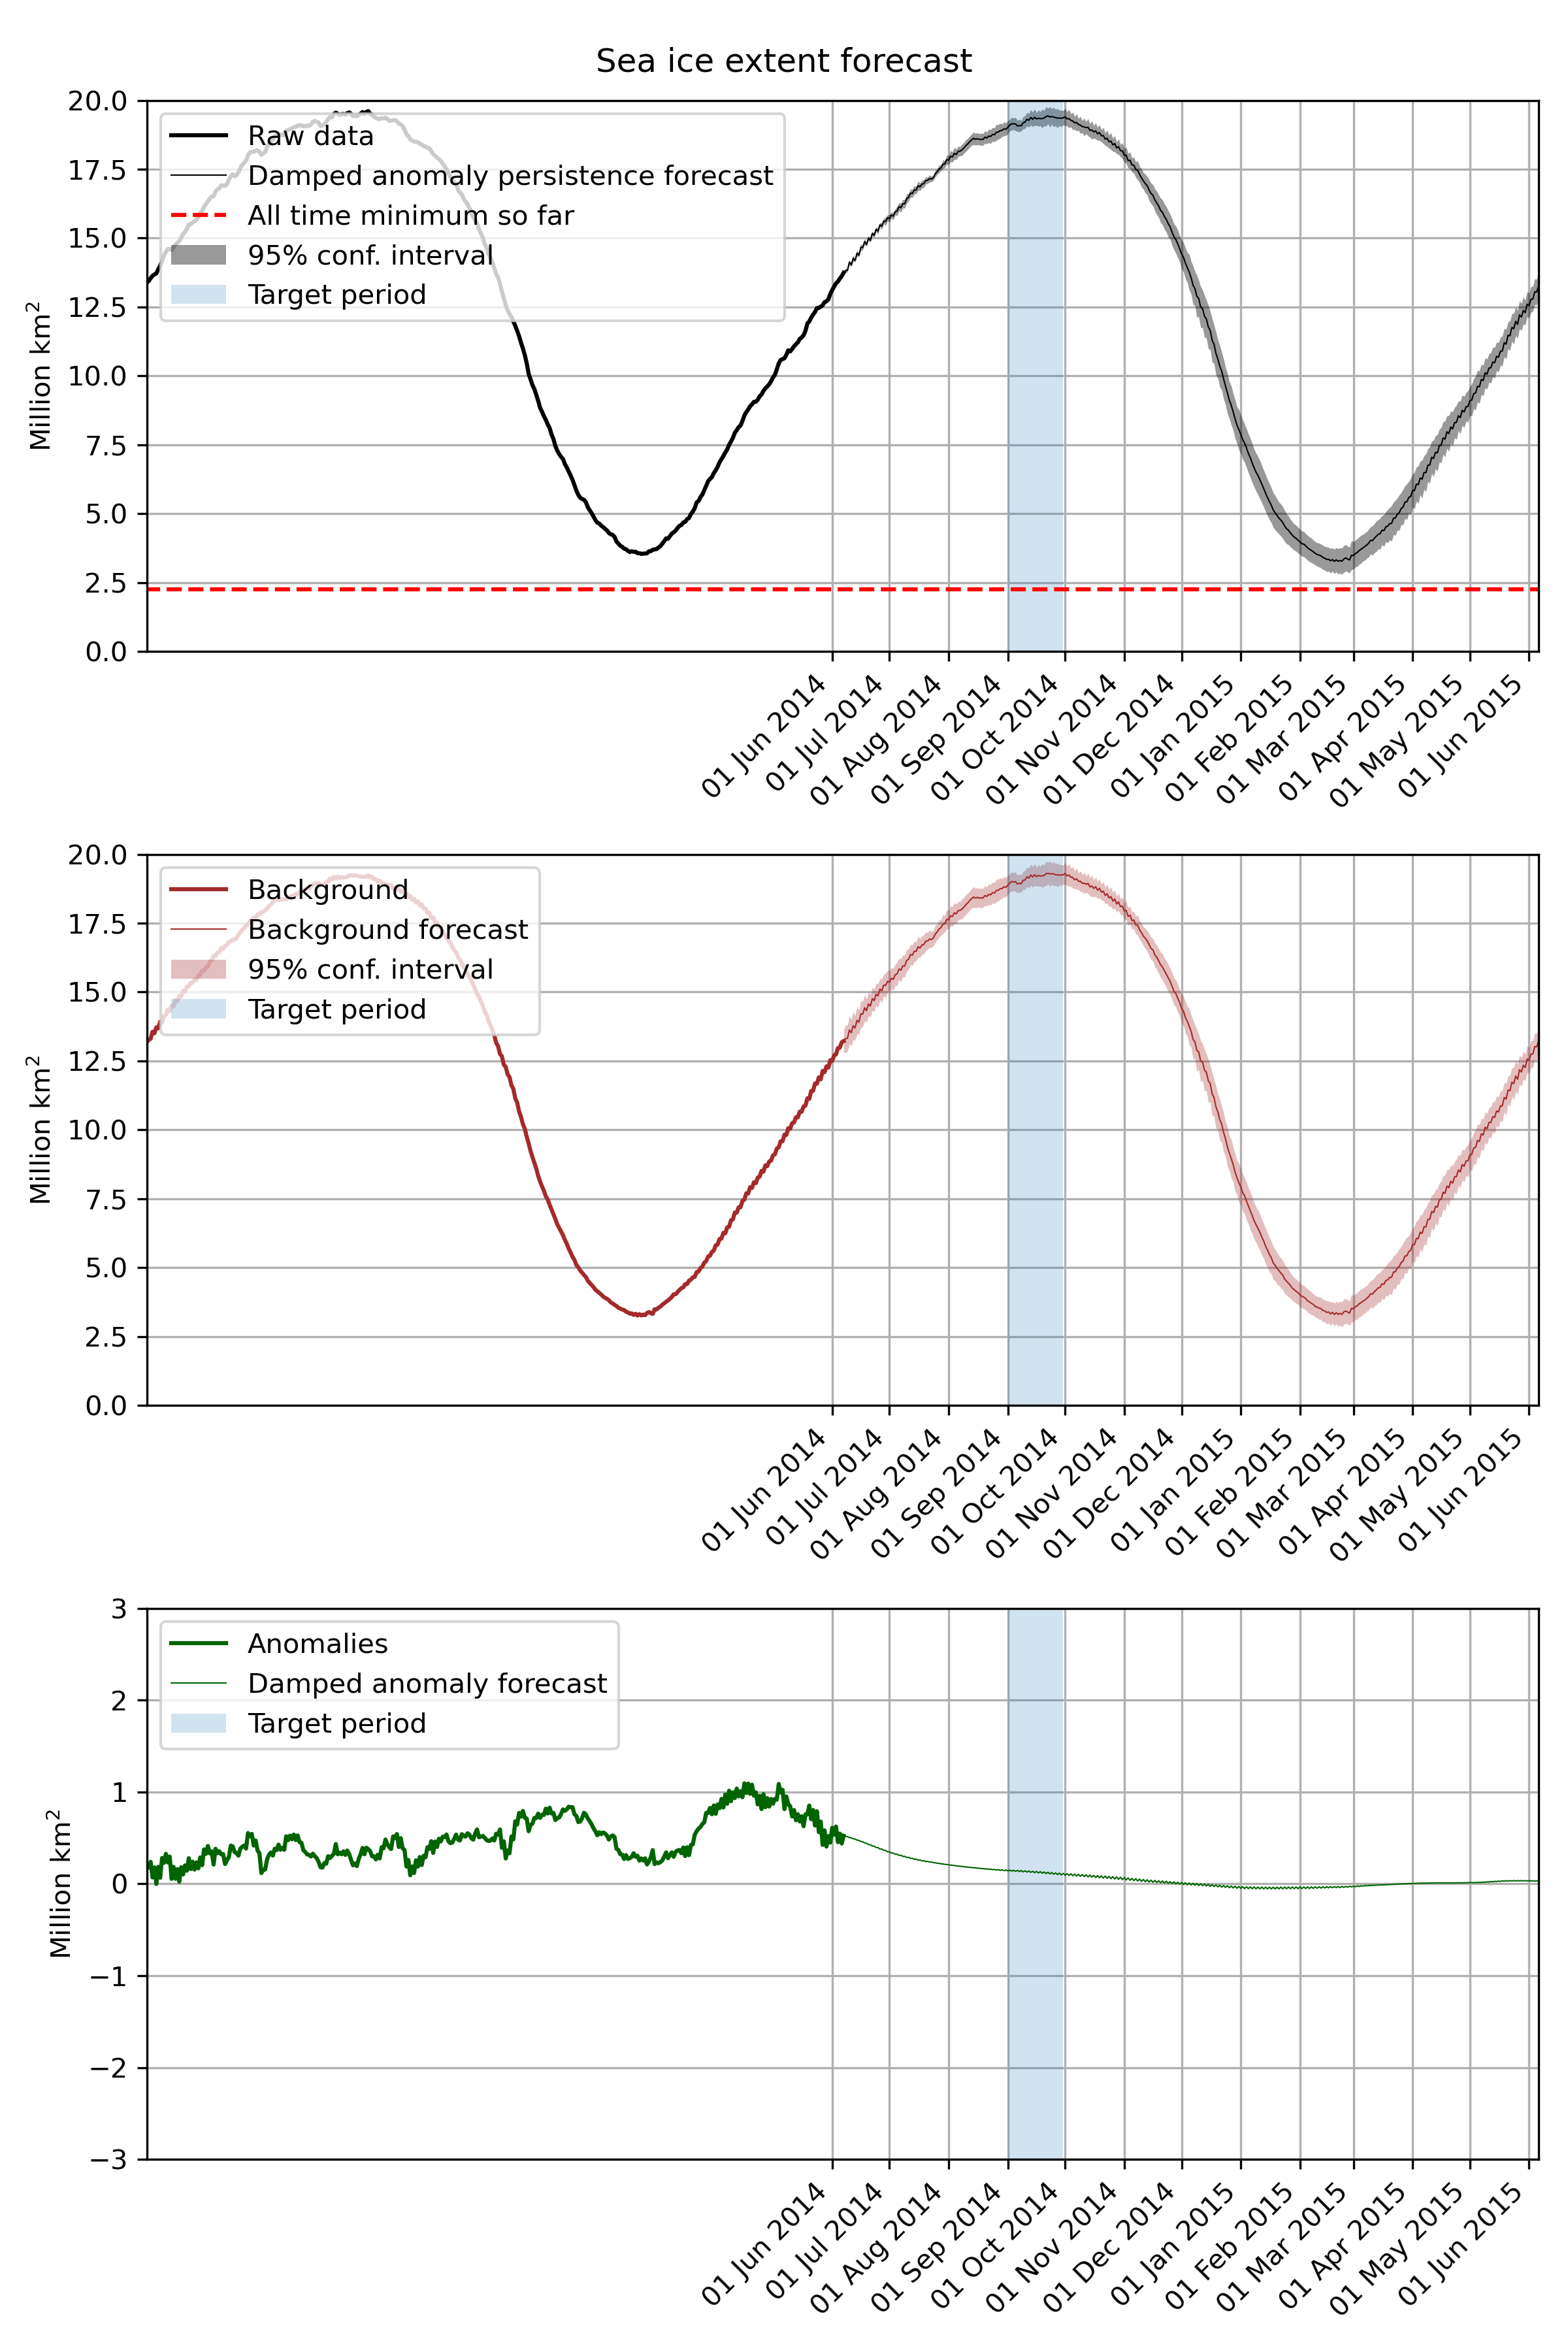 Sea ice extent forecast
20.0
17.5
15.0
12.5
10.0
7.5
5.0
2.5
0.0
Million km²
Raw data
Damped anomaly persistence forecast
All time minimum so far
95% conf. interval
Target period
01 Jun 2014
01 Jul 2014
01 Aug 2014
01 Sep 2014
01 Oct 2014
01 Nov 2014
01 Dec 2014
01 Jan 2015
01 Feb 2015
01 Mar 2015
01 Apr 2015
01 May 2015
01 Jun 2015
20.0
17.5
15.0
12.5
10.0
7.5
5.0
2.5
0.0
Million km²
Background
Background forecast
95% conf. interval
Target period
01 Jun 2014
01 Jul 2014
01 Aug 2014
01 Sep 2014
01 Oct 2014
01 Nov 2014
01 Dec 2014
01 Jan 2015
01 Feb 2015
01 Mar 2015
01 Apr 2015
01 May 2015
01 Jun 2015
3
2
1
0
−1
−2
−3
Million km²
Anomalies
Damped anomaly forecast
Target period
01 Jun 2014
01 Jul 2014
01 Aug 2014
01 Sep 2014
01 Oct 2014
01 Nov 2014
01 Dec 2014
01 Jan 2015
01 Feb 2015
01 Mar 2015
01 Apr 2015
01 May 2015
01 Jun 2015